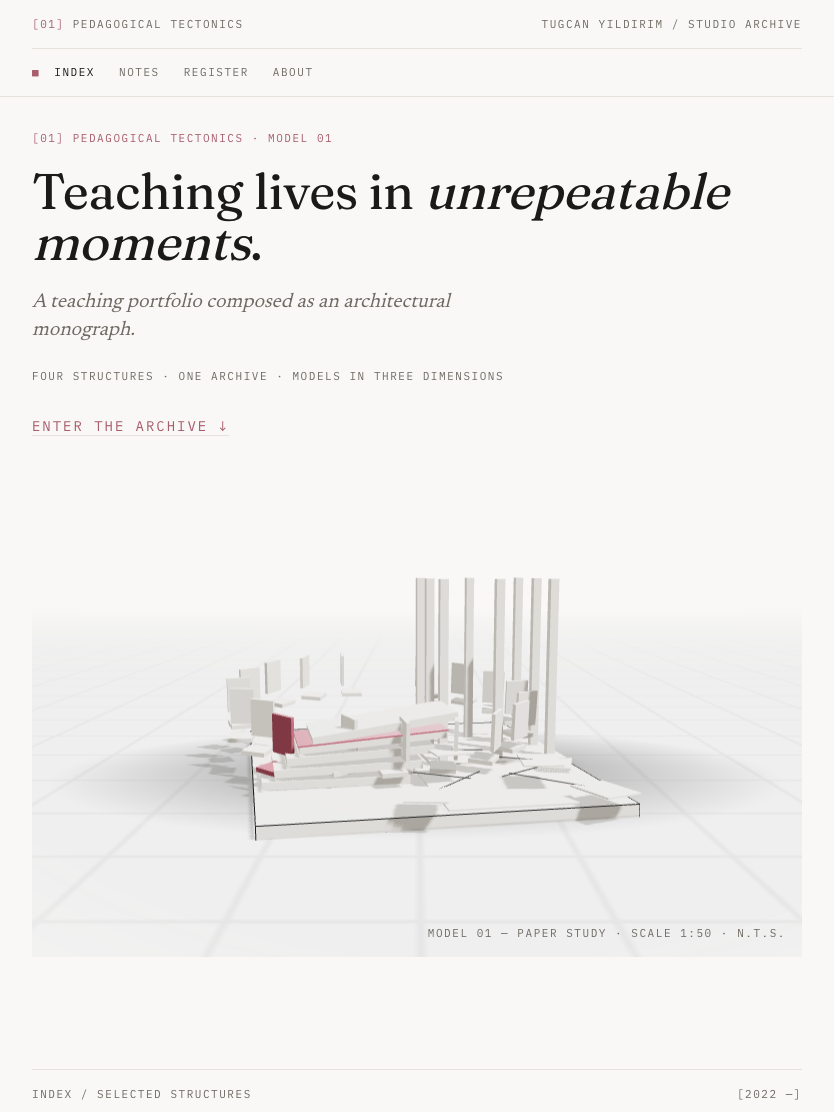 [01] PEDAGOGICAL TECTONICS
TUGCAN YILDIRIM / STUDIO ARCHIVE
INDEX NOTES REGISTER ABOUT
[01] PEDAGOGICAL TECTONICS · MODEL 01
Teaching lives in unrepeatable
moments.
A teaching portfolio composed as an architectural
monograph.
FOUR STRUCTURES · ONE ARCHIVE · MODELS IN THREE DIMENSIONS
ENTER THE ARCHIVE ↓
MODEL 01 — PAPER STUDY · SCALE 1:50 · N.T.S.
INDEX / SELECTED STRUCTURES
[2022 —]